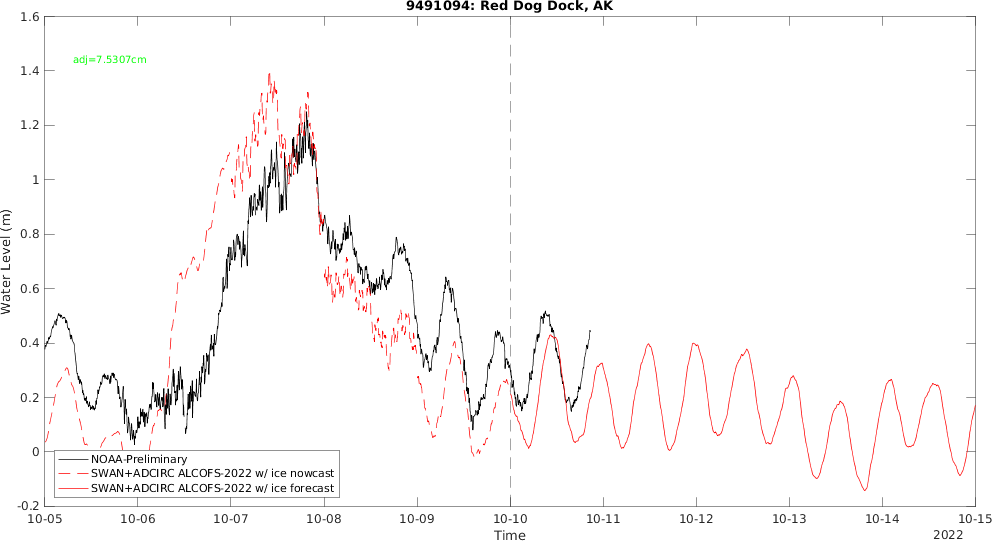 9491094: Red Dog Dock, AK
adj=7.5307cm
Water Level (m)
1.6
1.4
1.2
1
0.8
0.6
0.4
0.2
0
-0.2
NOAA-Preliminary
SWAN+ADCIRC ALCOFS-2022 w/ ice nowcast
SWAN+ADCIRC ALCOFS-2022 w/ ice forecast
10-05 10-06 10-07 10-08 10-09 10-10 10-11 10-12 10-13 10-14 10-15
Time
2022